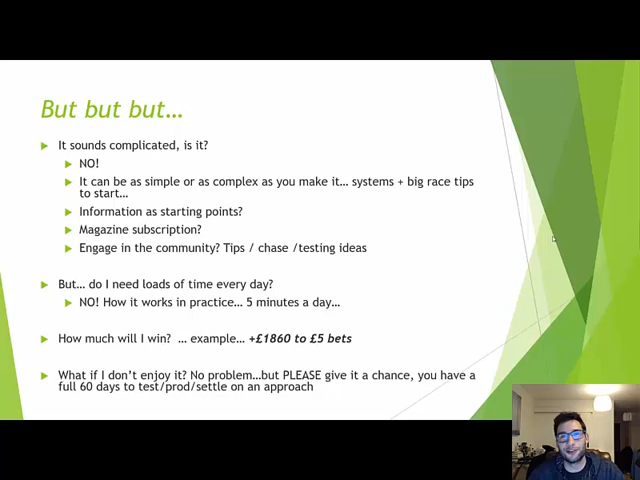 But but but…
It sounds complicated, is it?
NO!
It can be as simple or as complex as you make it… systems + big race tips
to start…
Information as starting points?
Magazine subscription?
Engage in the community? Tips / chase /testing ideas
But… do I need loads of time every day?
NO! How it works in practice… 5 minutes a day…
How much will I win?  … example… +£1860 to £5 bets
What if I don't enjoy it? No problem…but PLEASE give it a chance, you have a
full 60 days to test/prod/settle on an approach